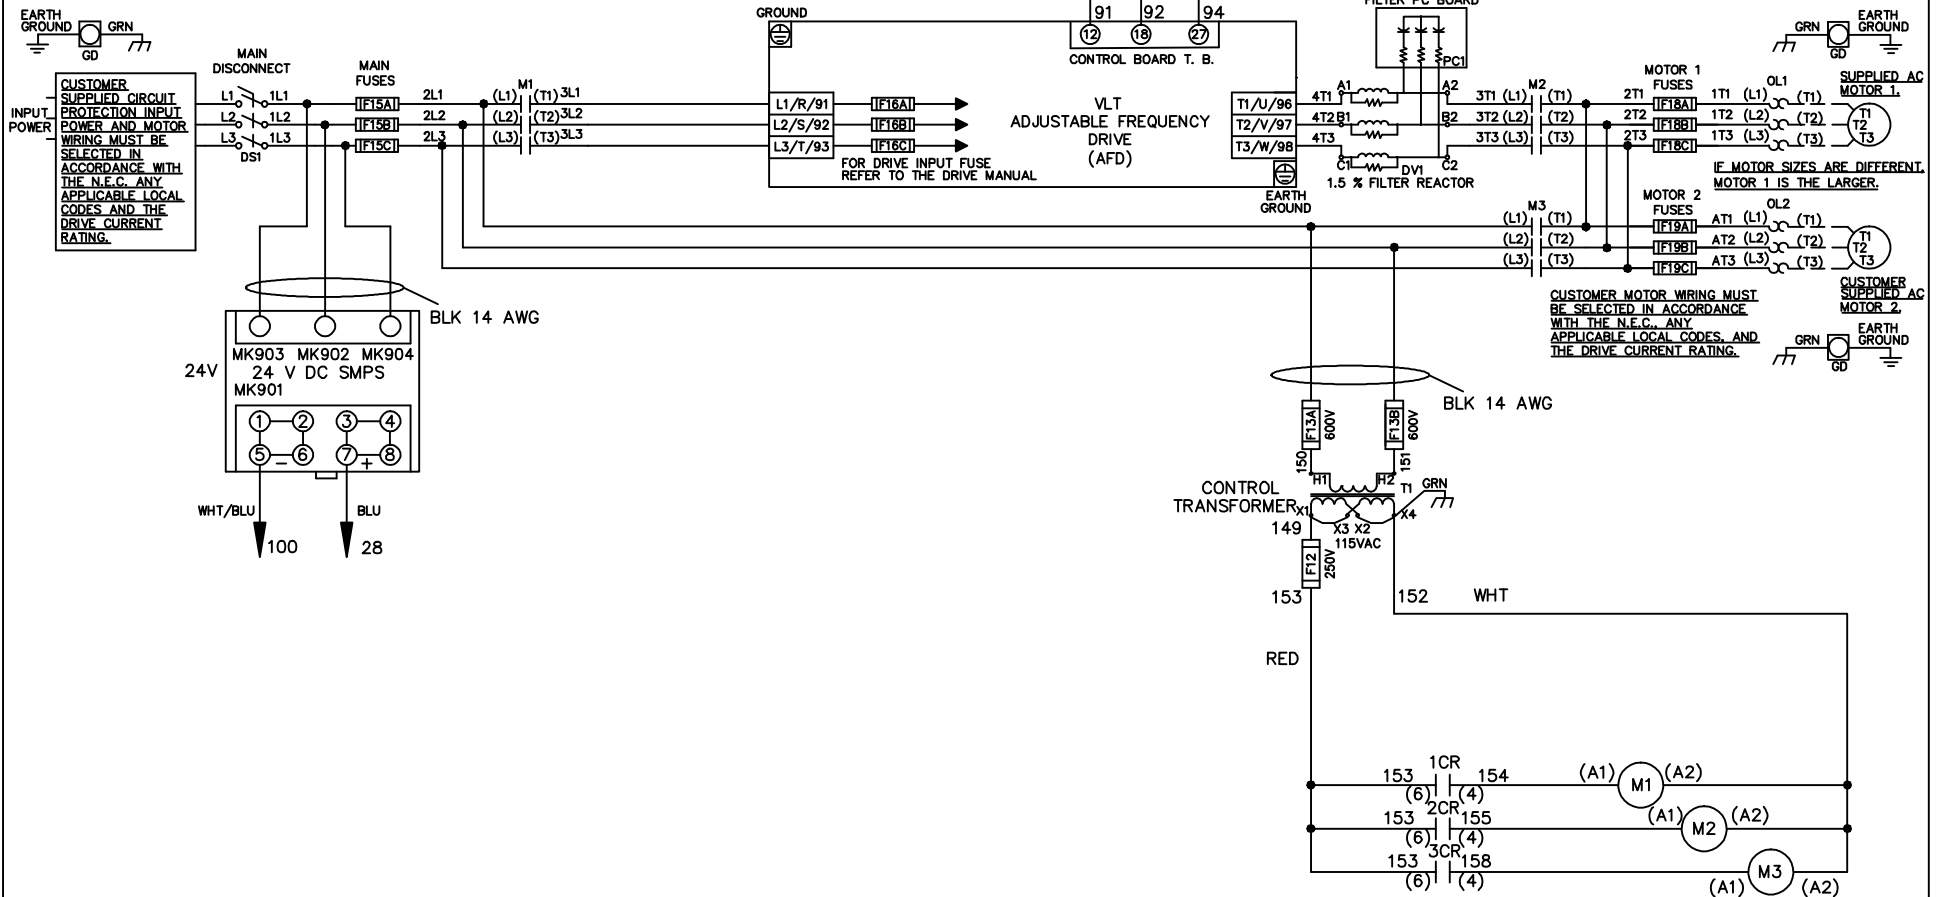 EARTH
GROUND
GRN
GD
CUSTOMER
SUPPLIED CIRCUIT
PROTECTION INPUT
POWER AND MOTOR
WIRING MUST BE
SELECTED IN
ACCORDANCE WITH
THE N.E.C. ANY
APPLICABLE LOCAL
CODES AND THE
DRIVE CURRENT
RATING.
INPUT
POWER
MAIN
DISCONNECT
L1 1L1
L2 1L2
L3 1L3
DS1
MAIN
FUSES
F15A
F15B
F15C
2L1
2L2
2L3
M1
(L1) (T1) 3L1
(L2) (T2) 3L2
(L3) (T3) 3L3
GROUND
L1/R/91
L2/S/92
L3/T/93
F16A
F16B
F16C
FOR DRIVE INPUT FUSE
REFER TO THE DRIVE MANUAL
91 92 94
12 18 27
CONTROL BOARD T. B.
VLT
ADJUSTABLE FREQUENCY
DRIVE
(AFD)
T1/U/96
T2/V/97
T3/W/98
EARTH
GROUND
FILTER PC BOARD
PC1
4T1 A1 A2
4T2 B1 B2
4T3 C1 C2
DV1
1.5 % FILTER REACTOR
M2
3T1 (L1) (T1)
3T2 (L2) (T2)
3T3 (L3) (T3)
MOTOR 1
FUSES
2T1 F18A 1T1 (L1) (T1)
2T2 F18B 1T2 (L2) (T2)
2T3 F18C 1T3 (L3) (T3)
OL1
T1
T2
T3
GRN
GD
EARTH
GROUND
SUPPLIED AC
MOTOR 1.
IF MOTOR SIZES ARE DIFFERENT,
MOTOR 1 IS THE LARGER.
M3
(L1) (T1)
(L2) (T2)
(L3) (T3)
MOTOR 2
FUSES
F19A AT1 (L1) (T1)
F19B AT2 (L2) (T2)
F19C AT3 (L3) (T3)
OL2
T1
T2
T3
CUSTOMER
SUPPLIED AC
MOTOR 2.
CUSTOMER MOTOR WIRING MUST
BE SELECTED IN ACCORDANCE
WITH THE N.E.C., ANY
APPLICABLE LOCAL CODES, AND
THE DRIVE CURRENT RATING.
GRN
GD
EARTH
GROUND
BLK 14 AWG
MK903 MK902 MK904
24V
24 V DC SMPS
MK901
1 2 3 4
5 6 7 8
− +
WHT/BLU
BLU
100
28
BLK 14 AWG
F13A
600V
F13B
600V
150
151
H1 H2
T1
GRN
CONTROL
TRANSFORMER
X1
X3 X2
X4
115VAC
149
F12
250V
153
152
WHT
RED
1CR
153 154
(6) (4)
(A1) M1 (A2)
2CR
153 155
(6) (4)
(A1) M2 (A2)
3CR
153 158
(6) (4)
(A1) M3 (A2)